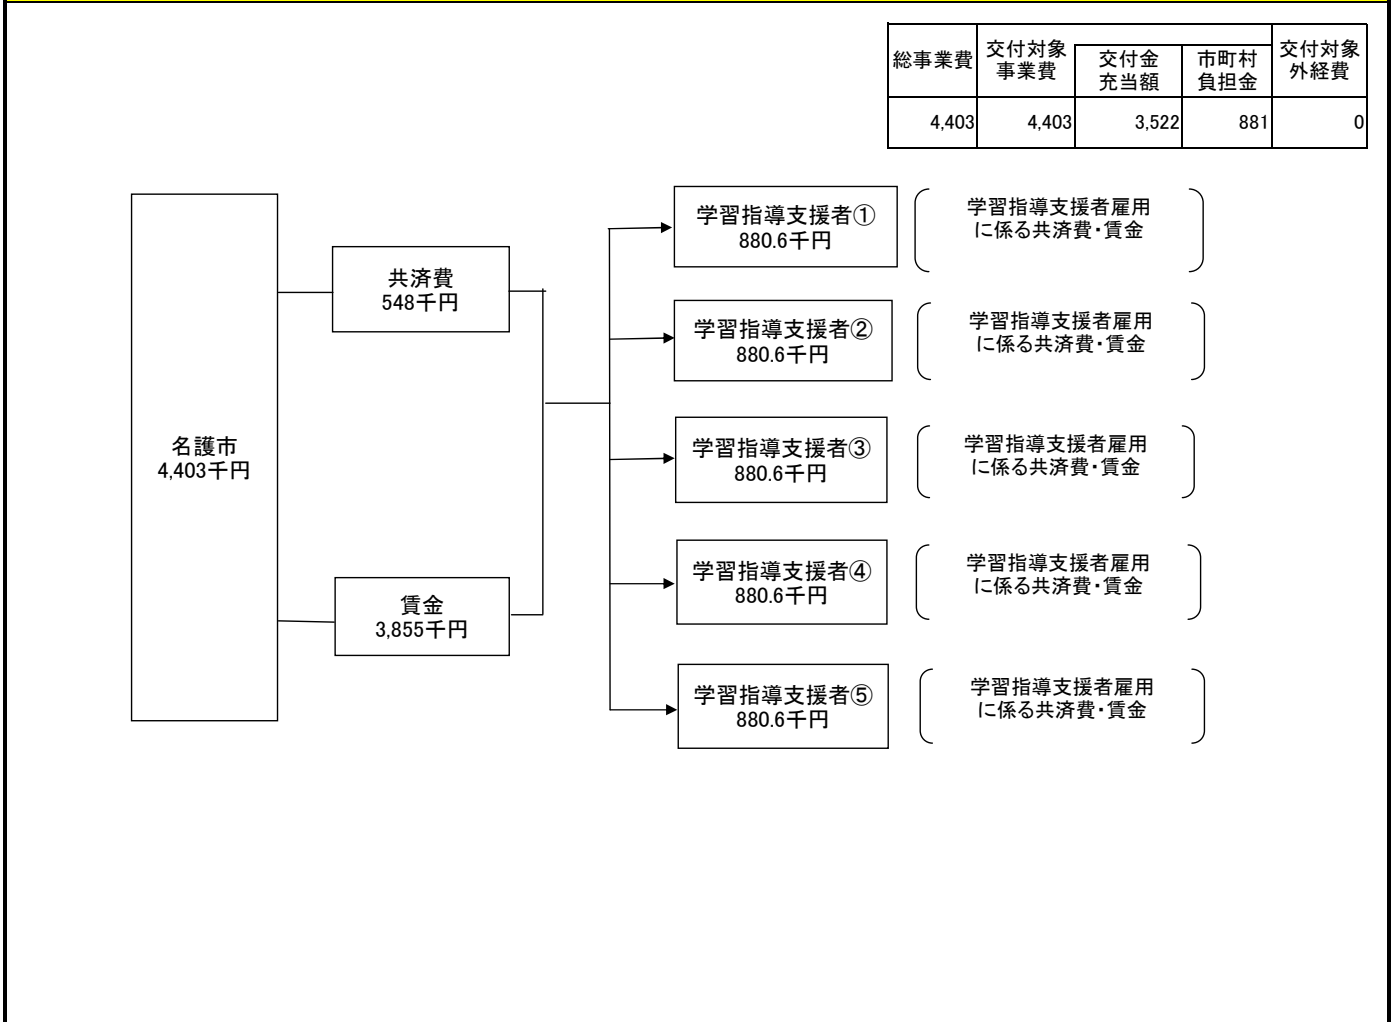 総事業費
交付対象
事業費
交付金
充当額
市町村
負担金
交付対象
外経費
4,403
4,403
3,522
881
0
名護市
4,403千円
共済費
548千円
賃金
3,855千円
学習指導支援者①
880.6千円
学習指導支援者雇用
に係る共済費・賃金
学習指導支援者②
880.6千円
学習指導支援者雇用
に係る共済費・賃金
学習指導支援者③
880.6千円
学習指導支援者雇用
に係る共済費・賃金
学習指導支援者④
880.6千円
学習指導支援者雇用
に係る共済費・賃金
学習指導支援者⑤
880.6千円
学習指導支援者雇用
に係る共済費・賃金